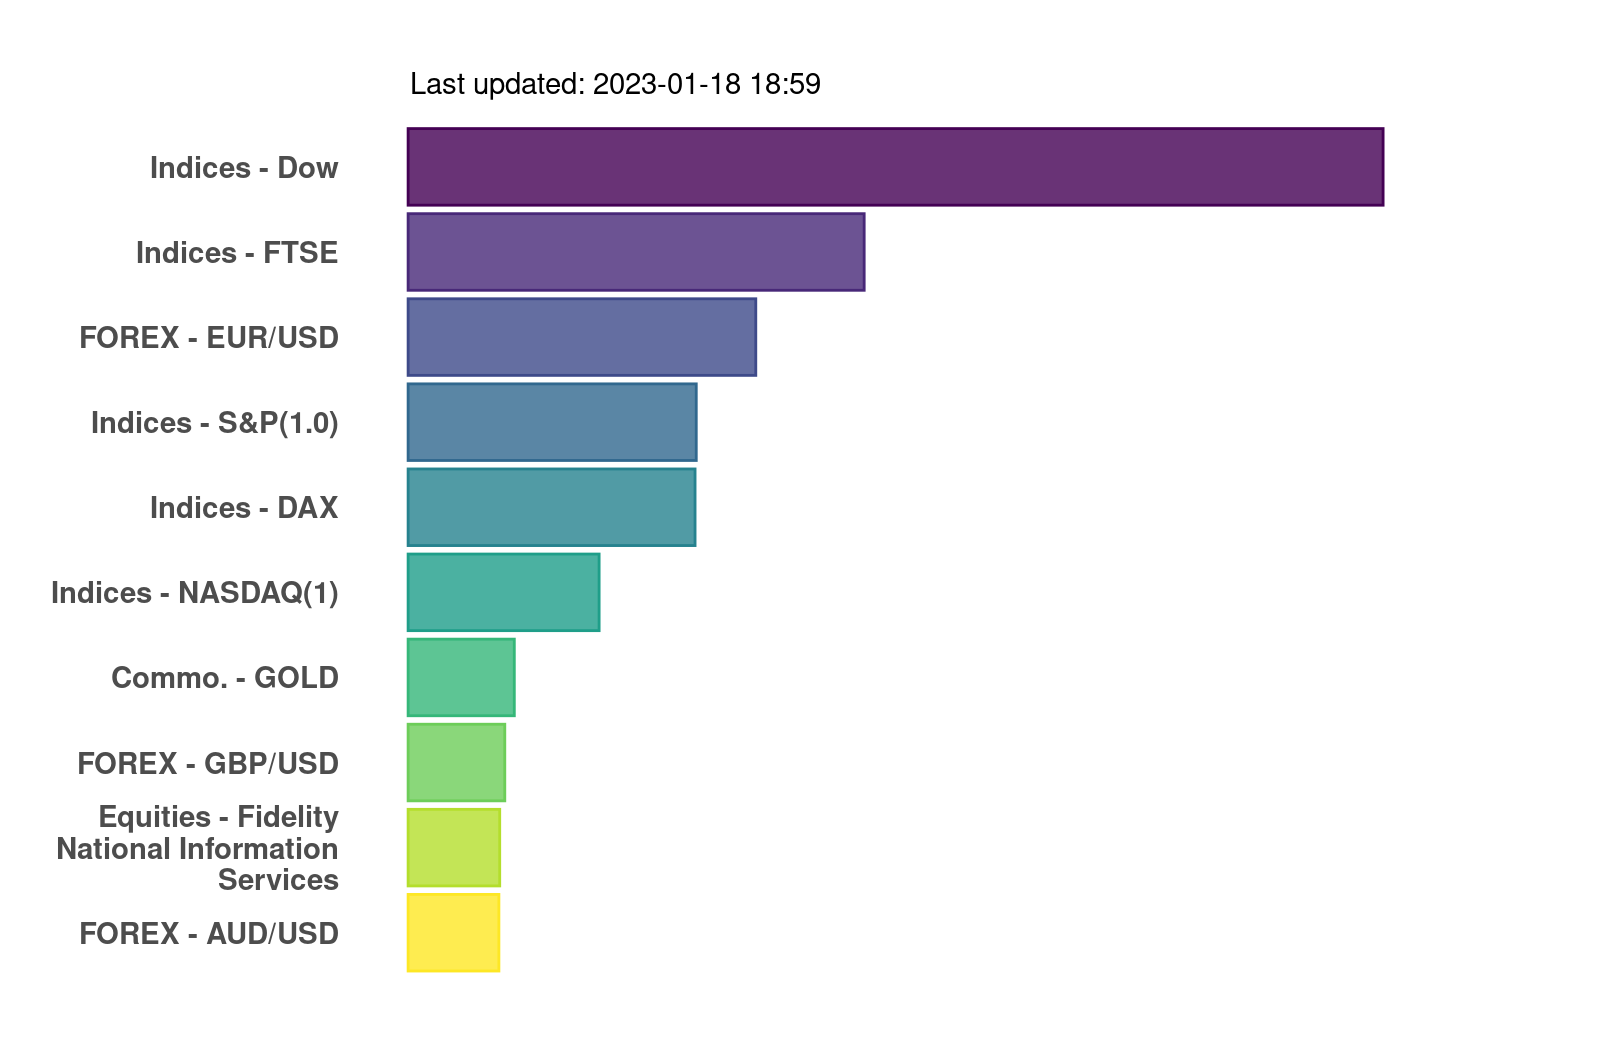 Last updated: 2023-01-18 18:59
Indices - Dow
Indices - FTSE
FOREX - EUR/USD
Indices - S&P(1.0)
Indices - DAX
Indices - NASDAQ(1)
Commo. - GOLD
FOREX - GBP/USD
Equities - Fidelity
National Information
Services
FOREX - AUD/USD